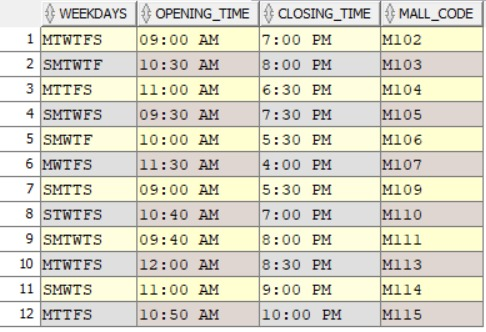 WEEKDAYS OPENING_TIME CLOSING_TIME MALL_CODE
1 MTWTFS 09:00 AM 7:00 PM M102
2 SMTWTF 10:30 AM 8:00 PM M103
3 MTTFS 11:00 AM 6:30 PM M104
4 SMTWFS 09:30 AM 7:30 PM M105
5 SMWTF 10:00 AM 5:30 PM M106
6 MWTFS 11:30 AM 4:00 PM M107
7 SMTTS 09:00 AM 5:30 PM M109
8 STWTFS 10:40 AM 7:00 PM M110
9 SMTWTS 09:40 AM 8:00 PM M111
10 MTWTFS 12:00 AM 8:30 PM M113
11 SMWTS 11:00 AM 9:00 PM M114
12 MTTFS 10:50 AM 10:00 PM M115